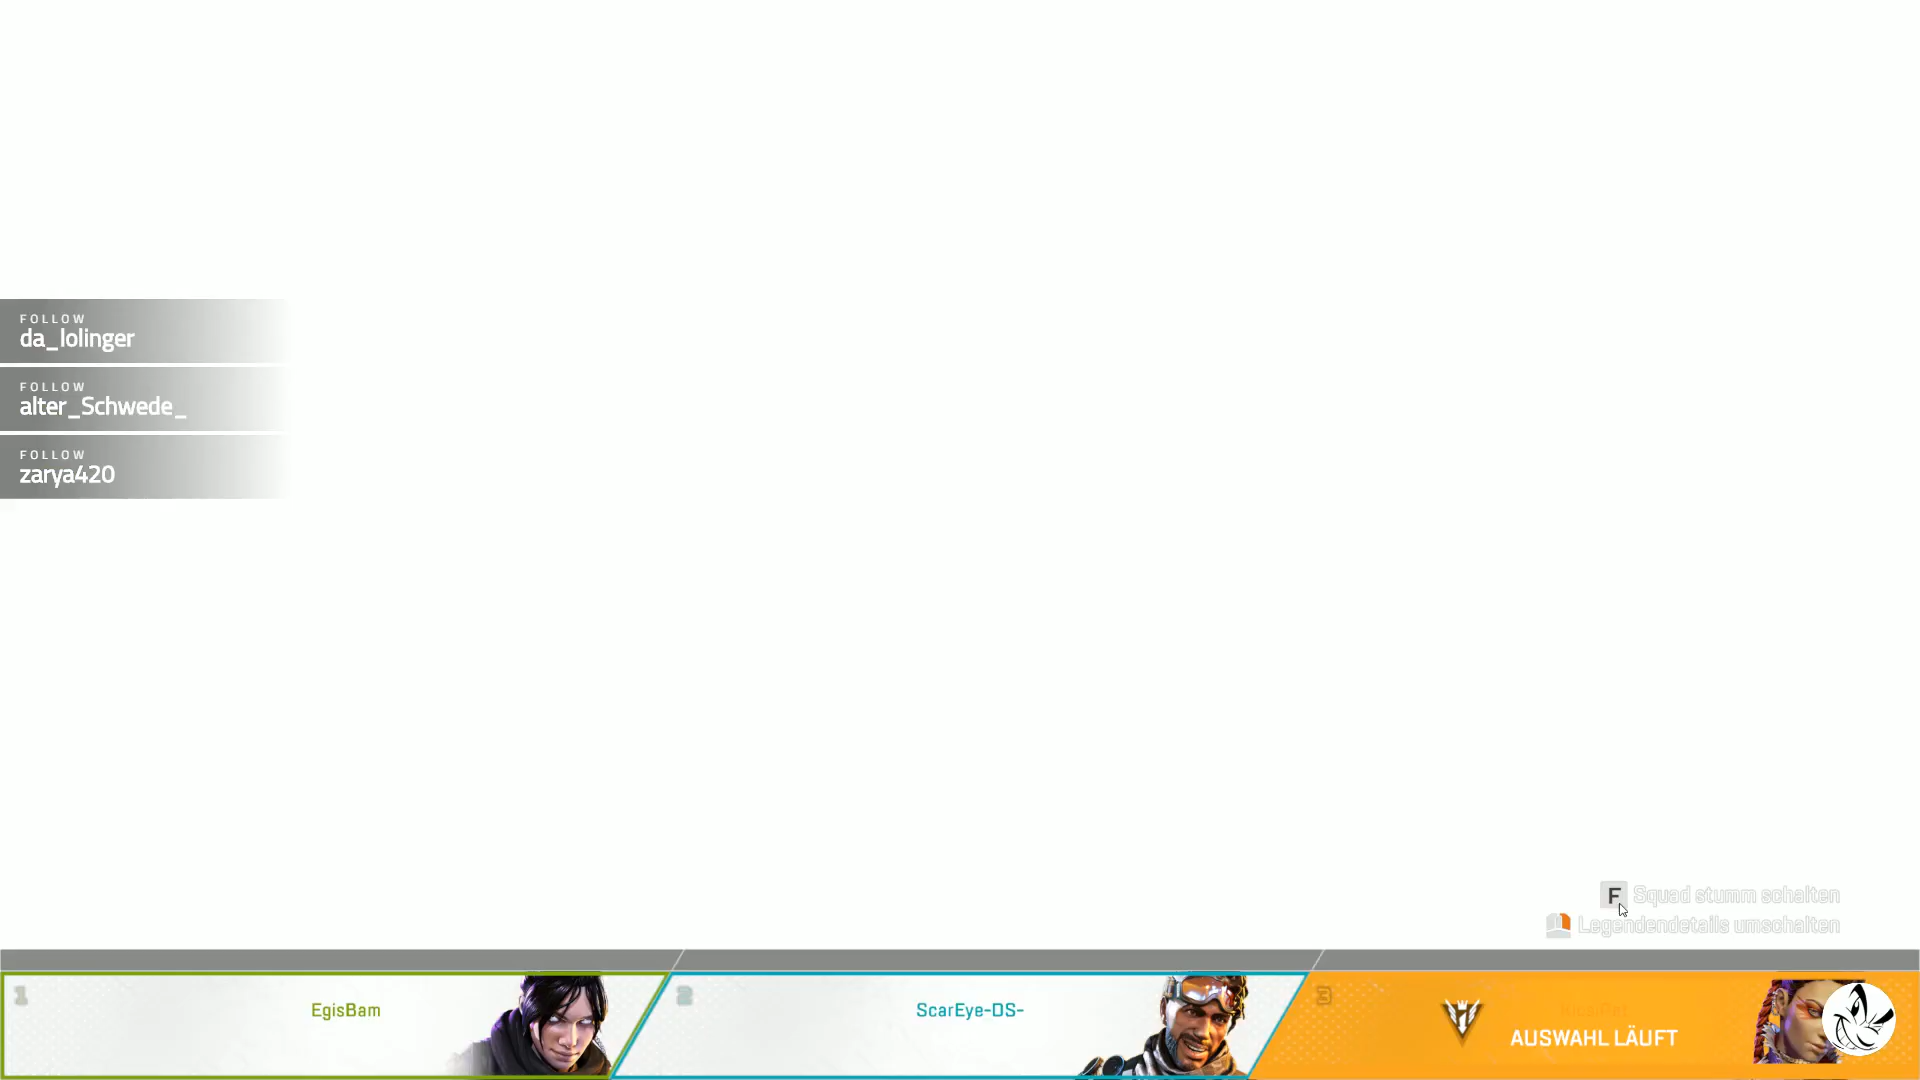 FOLLOW
da_lolinger
FOLLOW
alter_Schwede_
FOLLOW
zarya420
F Squad stumm schalten
Legendendetails umschalten
1
EgisBam
2
ScarEye-DS-
3
AUSWAHL LÄUFT